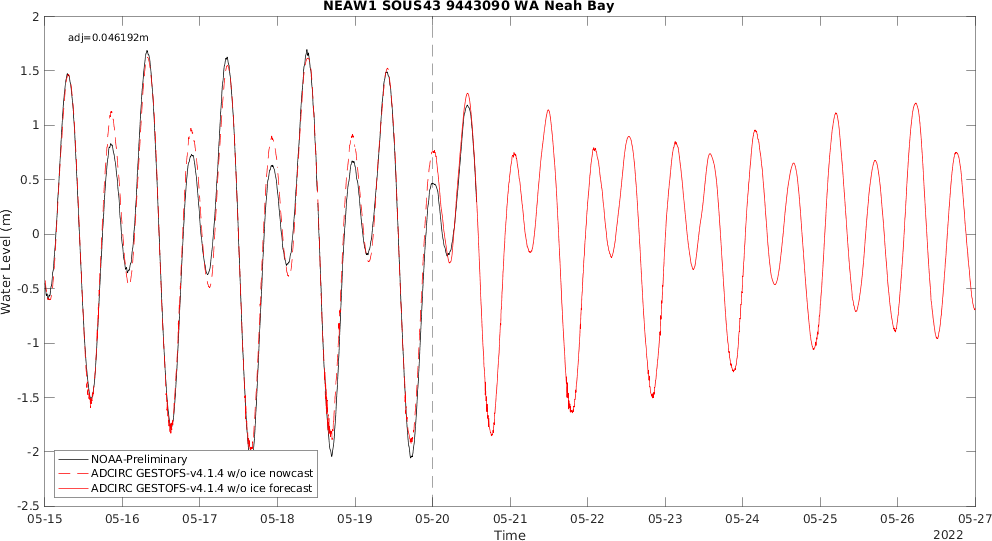 NEAW1 SOUS43 9443090 WA Neah Bay
adj=0.046192m
2
1.5
1
0.5
0
-0.5
-1
-1.5
-2
-2.5
Water Level (m)
NOAA-Preliminary
ADCIRC GESTOFS-v4.1.4 w/o ice nowcast
ADCIRC GESTOFS-v4.1.4 w/o ice forecast
05-15 05-16 05-17 05-18 05-19 05-20 05-21 05-22 05-23 05-24 05-25 05-26 05-27
Time
2022